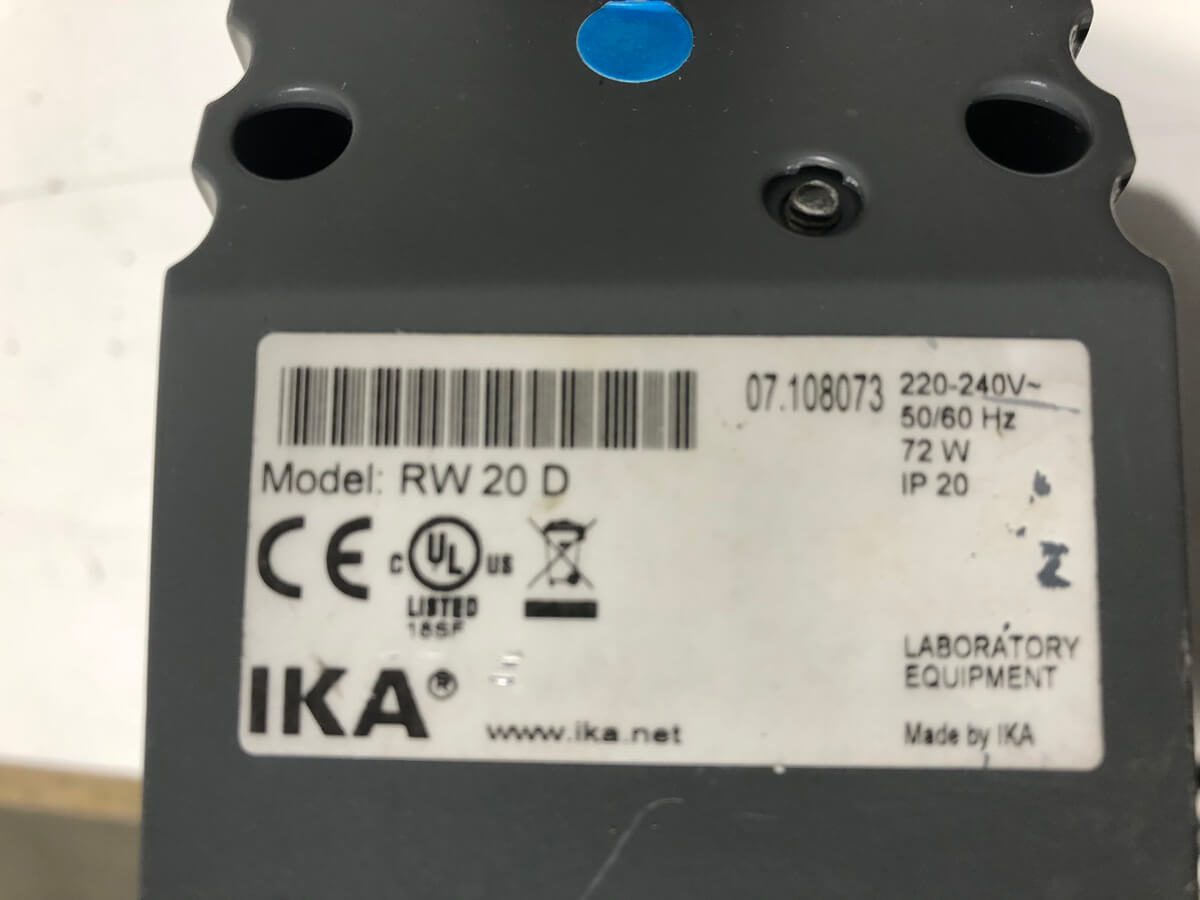 07.108073
220-240V~
50/60 Hz
72 W
IP 20
Model: RW 20 D
CE
C UL US
LISTED
18SF
IKA®
www.ika.net
LABORATORY
EQUIPMENT
Made by IKA